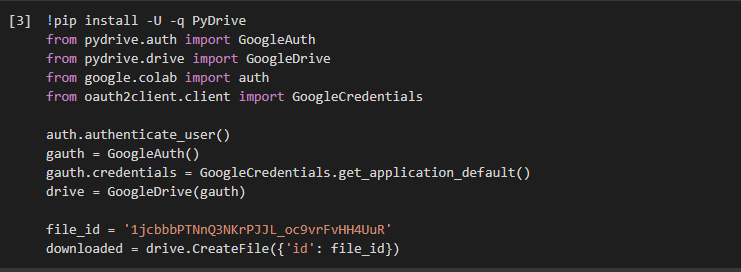 [3] !pip install -U -q PyDrive
from pydrive.auth import GoogleAuth
from pydrive.drive import GoogleDrive
from google.colab import auth
from oauth2client.client import GoogleCredentials
auth.authenticate_user()
gauth = GoogleAuth()
gauth.credentials = GoogleCredentials.get_application_default()
drive = GoogleDrive(gauth)
file_id = '1jcbbbPTNnQ3NKrPJJL_oc9vrFvHH4UuR'
downloaded = drive.CreateFile({'id': file_id})